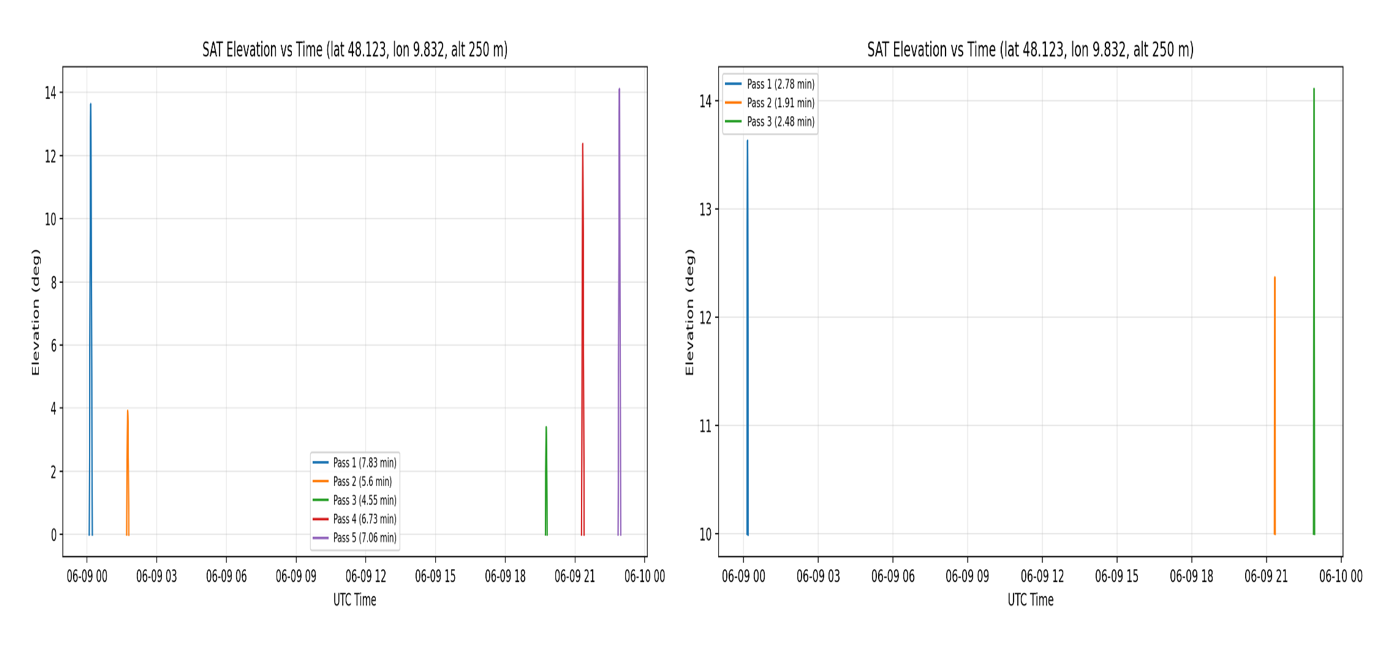 SAT Elevation vs Time (lat 48.123, lon 9.832, alt 250 m)
Elevation (deg)
14
12
10
8
6
4
2
0
Pass 1 (7.83 min)
Pass 2 (5.6 min)
Pass 3 (4.55 min)
Pass 4 (6.73 min)
Pass 5 (7.06 min)
06-09 00 06-09 03 06-09 06 06-09 09 06-09 12 06-09 15 06-09 18 06-09 21 06-10 00
UTC Time
SAT Elevation vs Time (lat 48.123, lon 9.832, alt 250 m)
Elevation (deg)
Pass 1 (2.78 min)
Pass 2 (1.91 min)
Pass 3 (2.48 min)
14
13
12
11
10
06-09 00 06-09 03 06-09 06 06-09 09 06-09 12 06-09 15 06-09 18 06-09 21 06-10 00
UTC Time